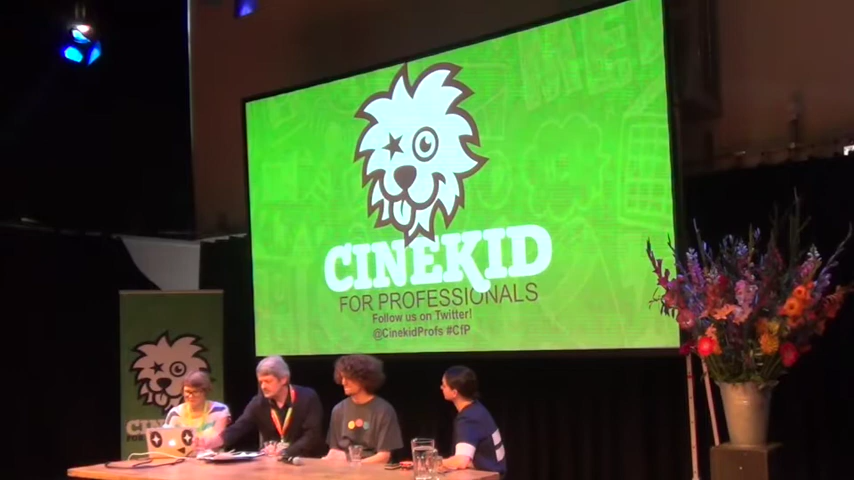 CINEKID
FOR PROFESSIONALS
Follow us on Twitter!
@CinekidProfs #CfP